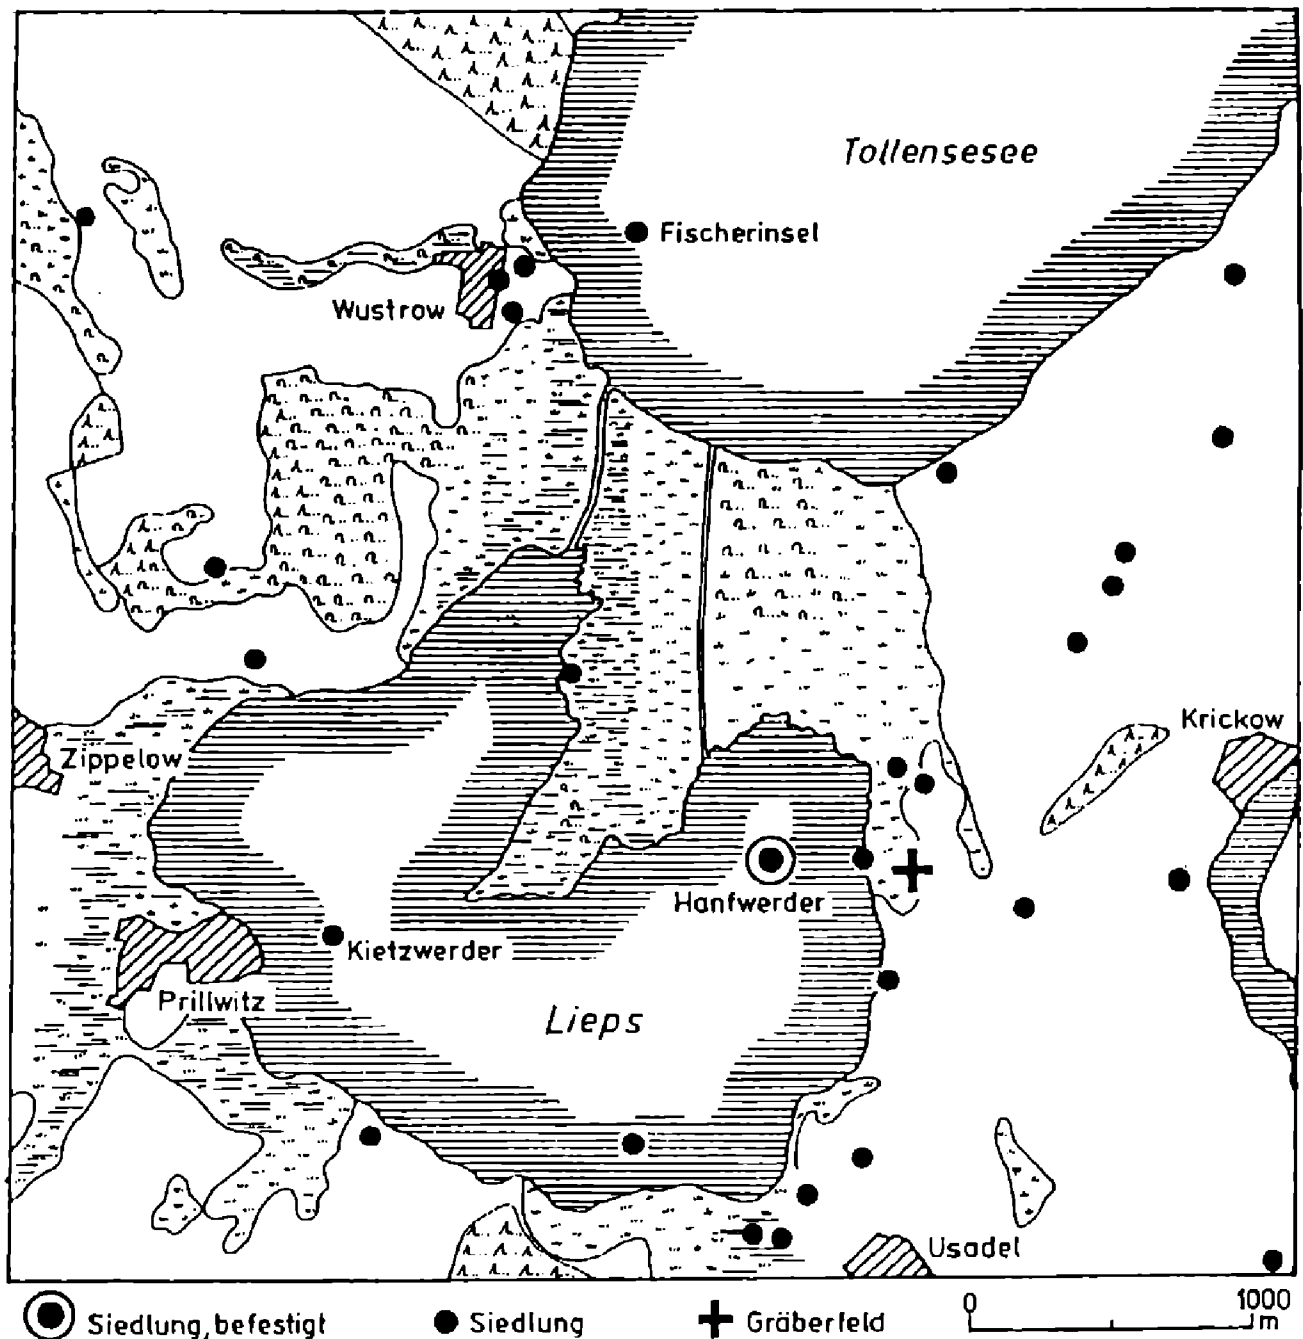 Tollensesee
Fischerinsel
Wustrow
Krickow
Zippelow
Hanfwerder
Kietzwerder
Prillwitz
Lieps
Usadel
Siedlung, befestigt
Siedlung
Gräberfeld
0
1000
m